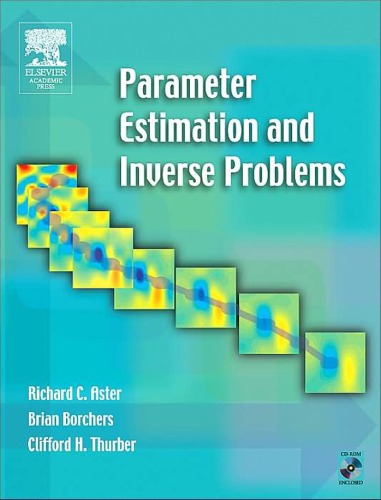 ELSEVIER
ACADEMIC
PRESS
Parameter
Estimation and
Inverse Problems
Richard C. Aster
Brian Borchers
Clifford H. Thurber
CD-ROM
ENCLOSED